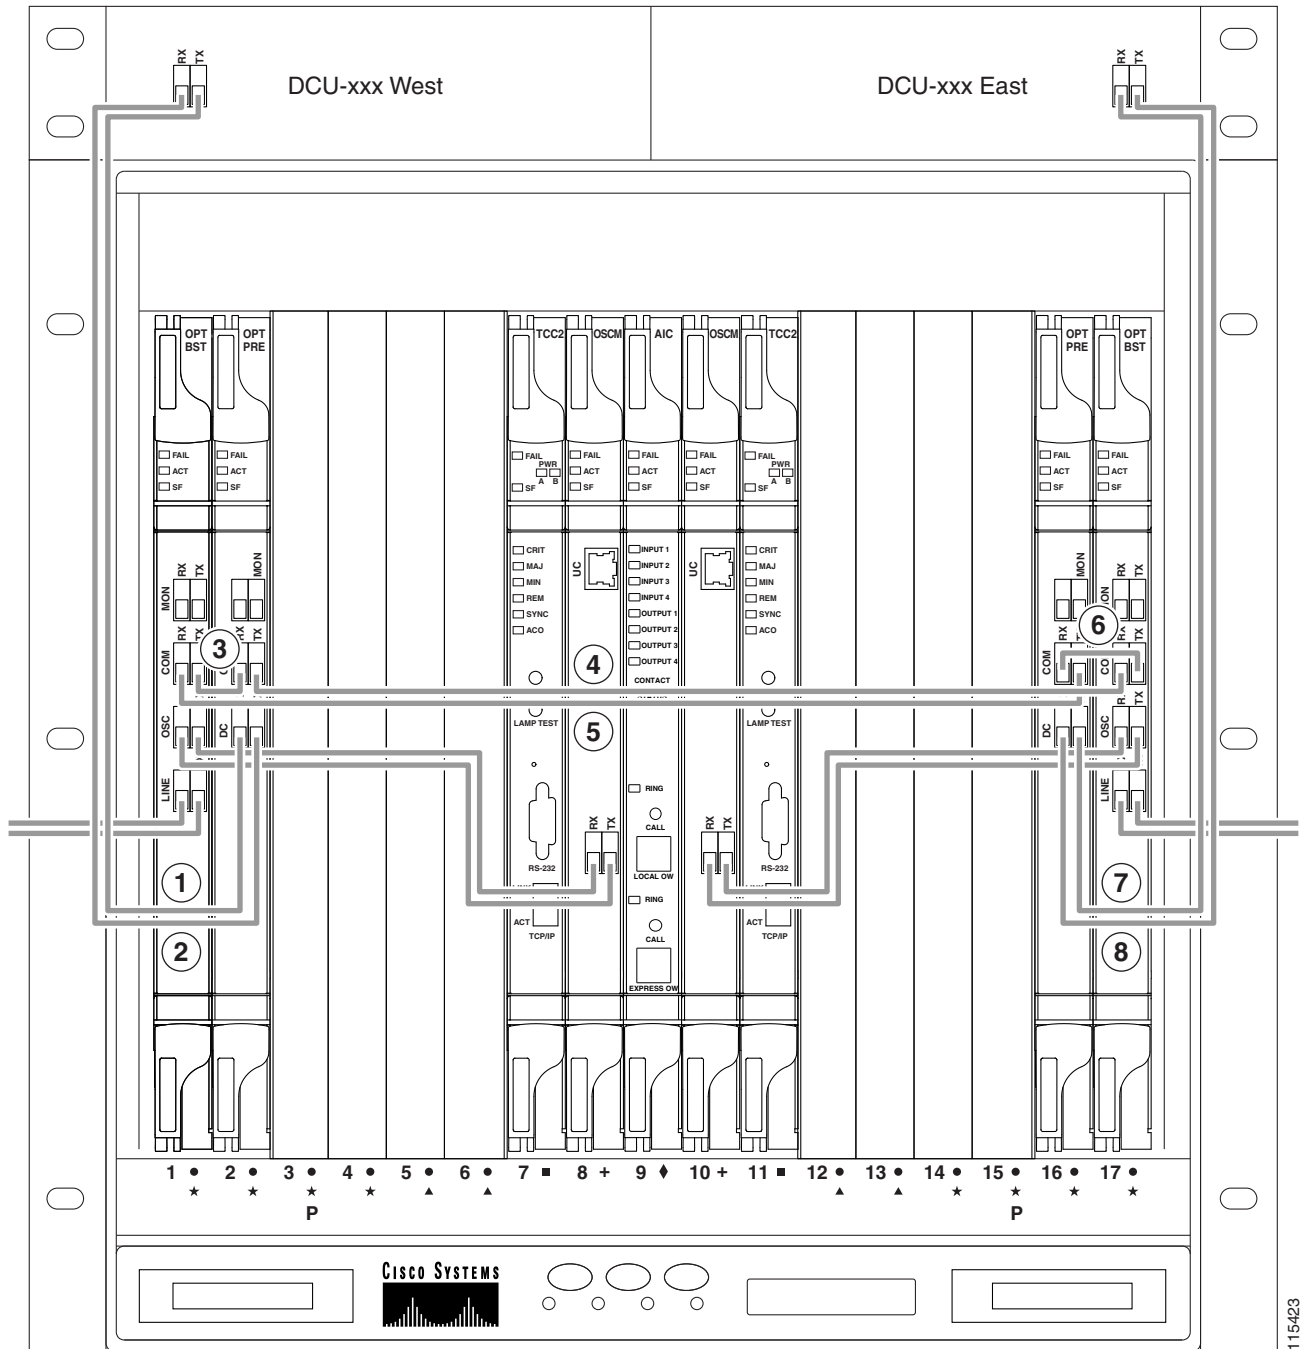 RX TX
DCU-xxx West
DCU-xxx East
RX TX
OPT BST
OPT PRE
TCC2
OSCM
AIC
OSCM
TCC2
OPT PRE
OPT BST
FAIL ACT SF
FAIL ACT SF
FAIL PWR A B SF
FAIL ACT SF
FAIL ACT SF
FAIL ACT SF
FAIL PWR A B SF
FAIL ACT SF
FAIL ACT SF
MON RX TX
MON
CRIT
MAJ
MIN
REM
SYNC
ACO
UC
INPUT 1
INPUT 2
INPUT 3
INPUT 4
OUTPUT 1
OUTPUT 2
OUTPUT 3
OUTPUT 4
CONTACT
UC
CRIT
MAJ
MIN
REM
SYNC
ACO
MON
RX TX
COM RX TX
3
RX TX
4
5
COM RX
6
TX
OSC
DC
LAMP TEST
LAMP TEST
DC
OSC TX
LINE
RING
CALL
LOCAL OW
RING
CALL
EXPRESS OW
LINE
RX TX
RX TX
RS-232
RS-232
ACT
TCP/IP
ACT
TCP/IP
1
2
7
8
1 ● ★
2 ● ★
3 ● ★ P
4 ● ★
5 ● ▲
6 ● ▲
7 ■
8 +
9 ♦
10 +
11 ■
12 ● ▲
13 ● ▲
14 ● ★
15 ● ★ P
16 ● ★
17 ● ★
CISCO SYSTEMS
115423